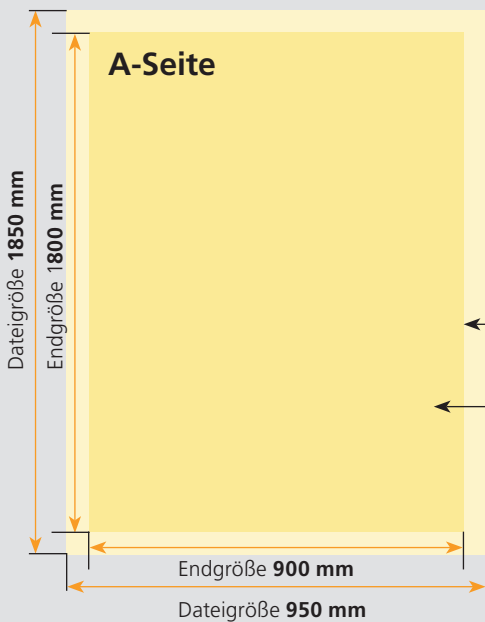 A-Seite
Dateigröße 1850 mm
Endgröße 1800 mm
Endgröße 900 mm
Dateigröße 950 mm